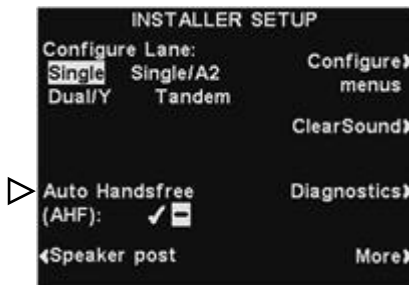 INSTALLER SETUP
Configure Lane:
Single Single/A2
Dual/Y Tandem
Configure
menus
ClearSound
Auto Handsfree
(AHF): ✓ –
Diagnostics
Speaker post
More